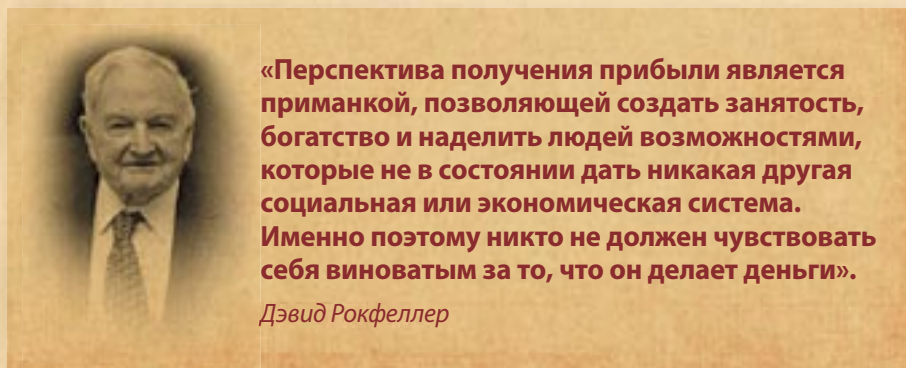 «Перспектива получения прибыли является
приманкой, позволяющей создать занятость,
богатство и наделить людей возможностями,
которые не в состоянии дать никакая другая
социальная или экономическая система.
Именно поэтому никто не должен чувствовать
себя виноватым за то, что он делает деньги».
Дэвид Рокфеллер